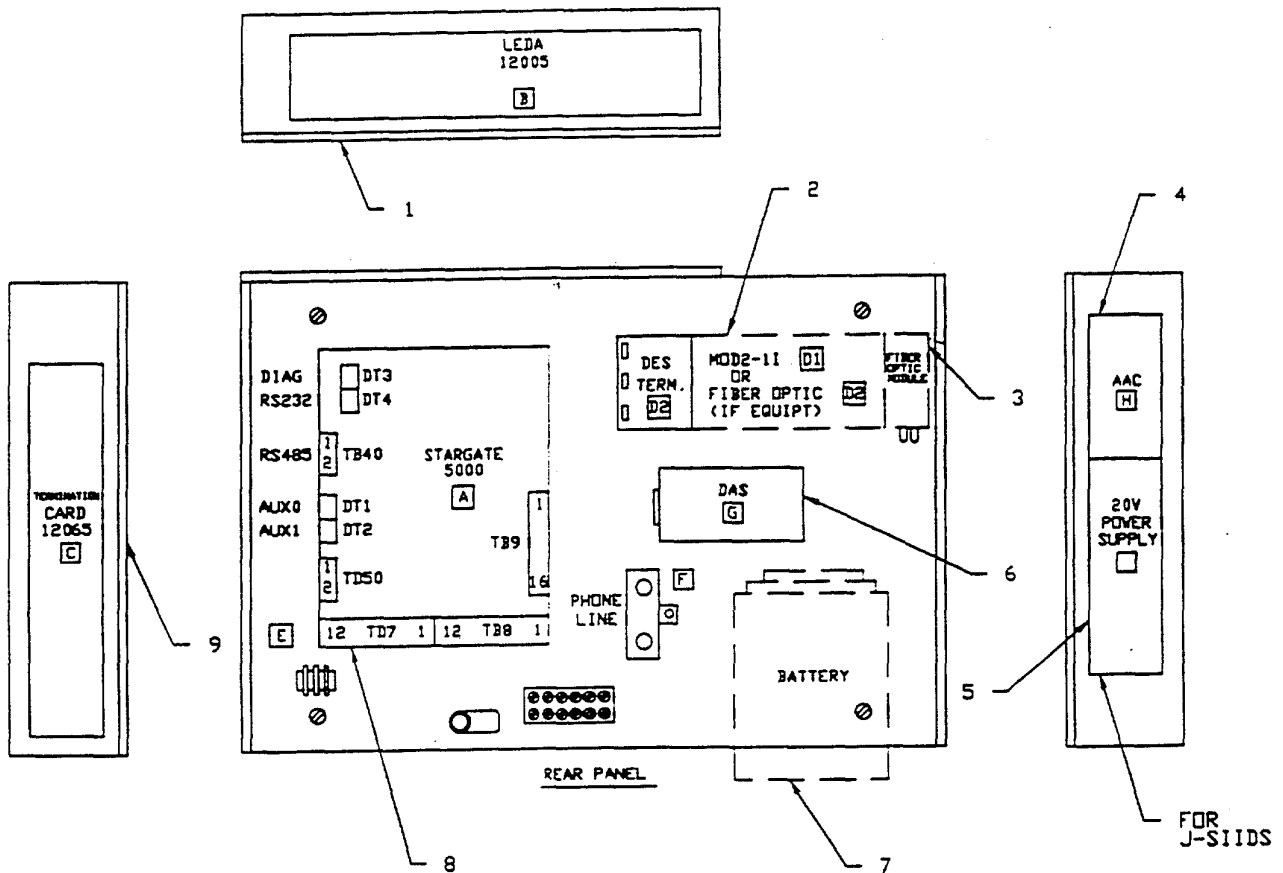 LEDA
12005
B
1
2
4
DIAG
DT3
RS232
DT4
RS485
1
2
TB40
STARGATE
5000
A
AUX0
DT1
AUX1
DT2
1
2
TD50
TB9
1
16
E
12 TD7 1
12 TB8 1
DES
TERM.
D2
MOD2-1I
OR
FIBER OPTIC
(IF EQUIPT)
D1
D2
FIBER
OPTIC
MODULE
3
DAS
G
6
F
PHONE
LINE
BATTERY
TERMINATION
CARD
12065
C
9
AAC
H
20V
POWER
SUPPLY
5
REAR PANEL
FOR
J-SIIDS
8
7